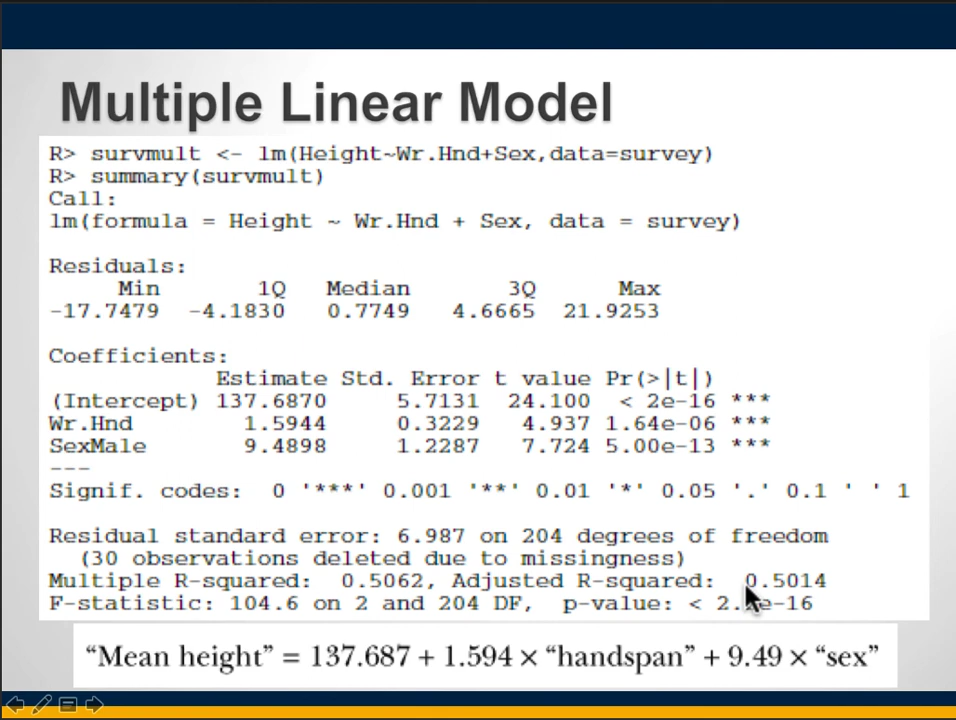 Multiple Linear Model
R> survmult <- lm(Height~Wr.Hnd+Sex,data=survey)
R> summary(survmult)
Call:
lm(formula = Height ~ Wr.Hnd + Sex, data = survey)
Residuals:
Min 1Q Median 3Q Max
-17.7479 -4.1830 0.7749 4.6665 21.9253
Coefficients:
Estimate Std. Error t value Pr(>|t|)
(Intercept) 137.6870 5.7131 24.100 < 2e-16 ***
Wr.Hnd 1.5944 0.3229 4.937 1.64e-06 ***
SexMale 9.4898 1.2287 7.724 5.00e-13 ***
---
Signif. codes: 0 '***' 0.001 '**' 0.01 '*' 0.05 '.' 0.1 ' ' 1
Residual standard error: 6.987 on 204 degrees of freedom
(30 observations deleted due to missingness)
Multiple R-squared: 0.5062, Adjusted R-squared: 0.5014
F-statistic: 104.6 on 2 and 204 DF, p-value: <
“Mean height” = 137.687 + 1.594 × “handspan” + 9.49 × “sex”